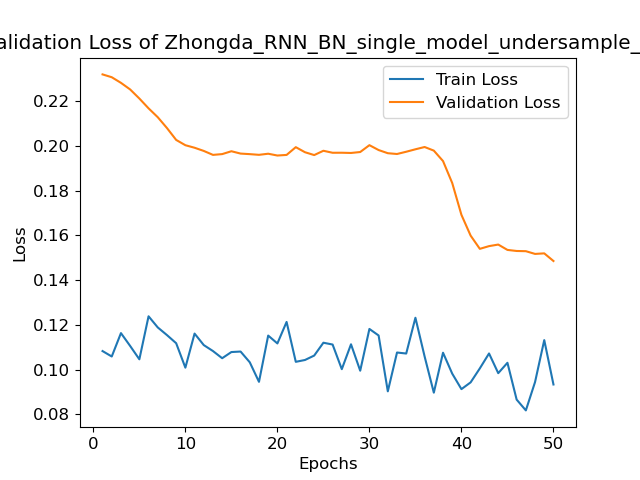 alidation Loss of Zhongda_RNN_BN_single_model_undersample_
Train Loss
Validation Loss
0.22
0.20
0.18
0.16
0.14
0.12
0.10
0.08
Loss
0 10 20 30 40 50
Epochs